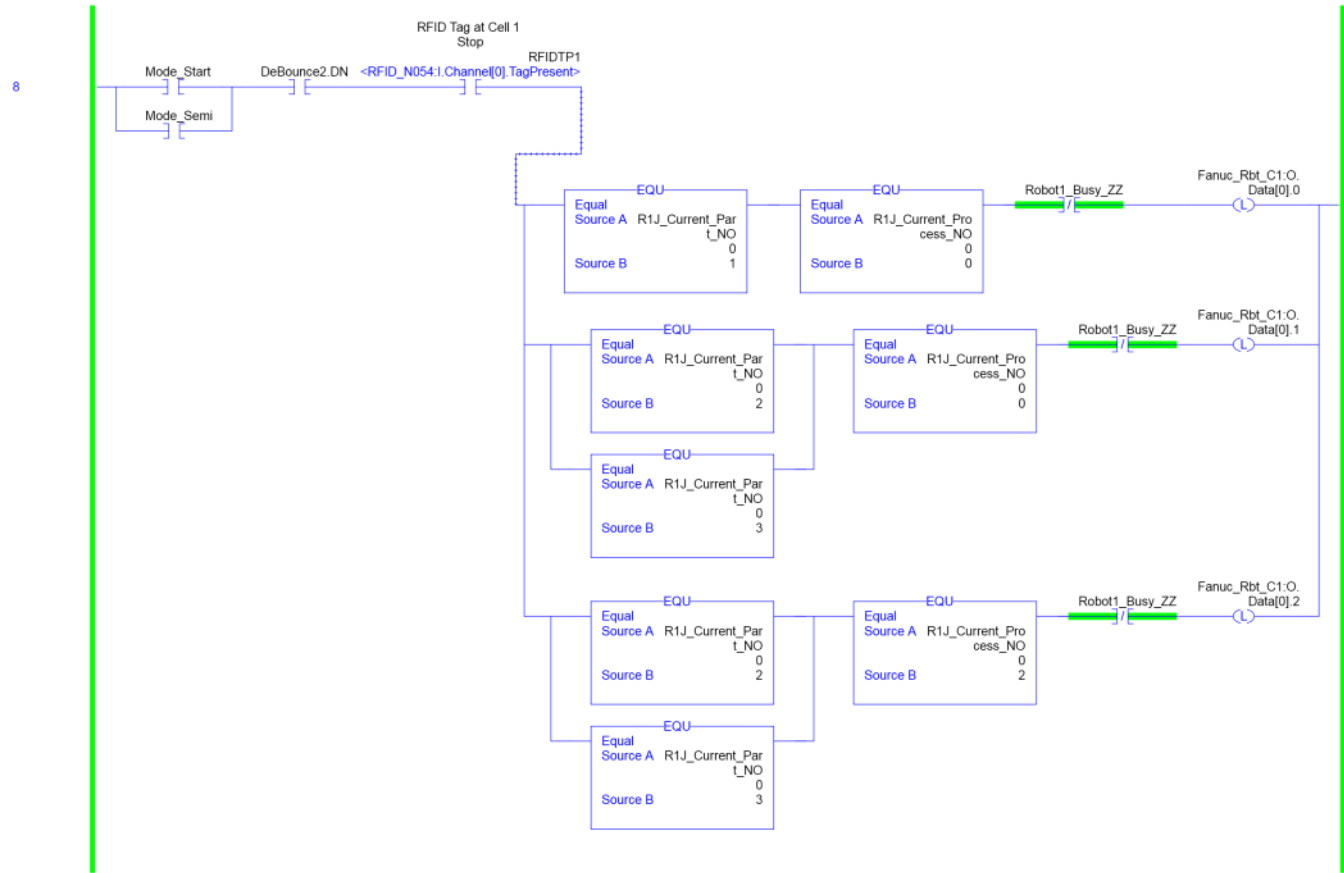 RFID Tag at Cell 1
Stop
RFIDTP1
Mode_Start
DeBounce2.DN
<RFID_N054:I.Channel[0].TagPresent>
8
Mode_Semi
EQU
Equal
Source A R1J_Current_Par
t_NO
0
Source B 1
EQU
Equal
Source A R1J_Current_Pro
cess_NO
0
Source B 0
Robot1_Busy_ZZ
Fanuc_Rbt_C1:O.
Data[0].0
L
EQU
Equal
Source A R1J_Current_Par
t_NO
0
Source B 2
EQU
Equal
Source A R1J_Current_Pro
cess_NO
0
Source B 0
Robot1_Busy_ZZ
Fanuc_Rbt_C1:O.
Data[0].1
L
EQU
Equal
Source A R1J_Current_Par
t_NO
0
Source B 3
EQU
Equal
Source A R1J_Current_Par
t_NO
0
Source B 2
EQU
Equal
Source A R1J_Current_Pro
cess_NO
0
Source B 2
Robot1_Busy_ZZ
Fanuc_Rbt_C1:O.
Data[0].2
L
EQU
Equal
Source A R1J_Current_Par
t_NO
0
Source B 3